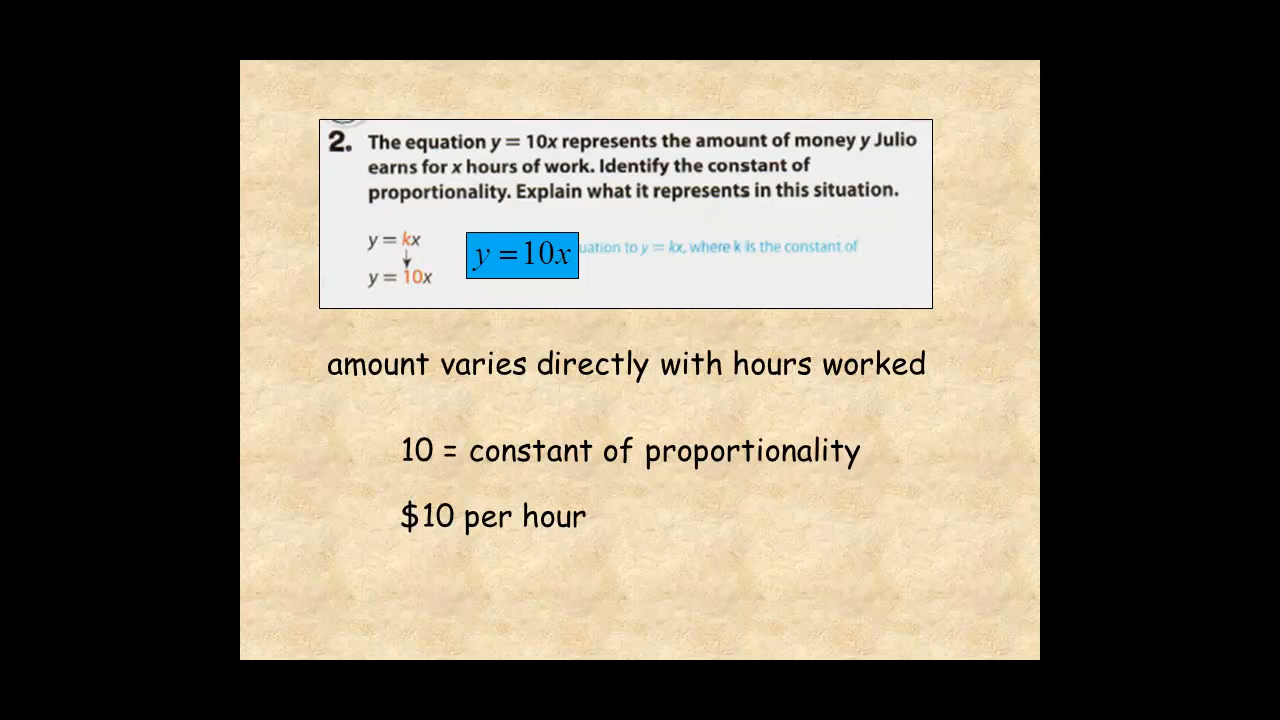 2. The equation y = 10x represents the amount of money y Julio
earns for x hours of work. Identify the constant of
proportionality. Explain what it represents in this situation.
y = kx
y = 10x
y = 10x
to y = kx, where k is the constant of
amount varies directly with hours worked
10 = constant of proportionality
$10 per hour